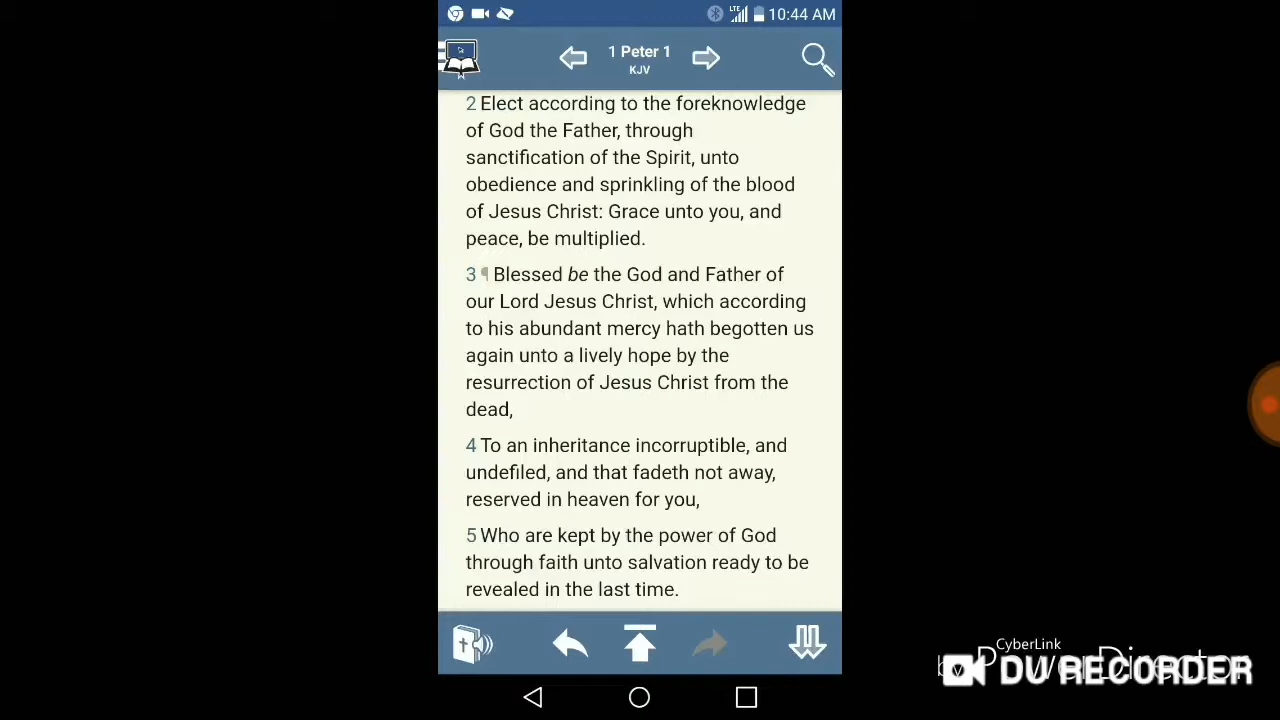 LTE 10:44 AM
1 Peter 1
KJV
2 Elect according to the foreknowledge
of God the Father, through
sanctification of the Spirit, unto
obedience and sprinkling of the blood
of Jesus Christ: Grace unto you, and
peace, be multiplied.
3 ¶ Blessed be the God and Father of
our Lord Jesus Christ, which according
to his abundant mercy hath begotten us
again unto a lively hope by the
resurrection of Jesus Christ from the
dead,
4 To an inheritance incorruptible, and
undefiled, and that fadeth not away,
reserved in heaven for you,
5 Who are kept by the power of God
through faith unto salvation ready to be
revealed in the last time.
CyberLink
by PowerDirector
DU RECORDER